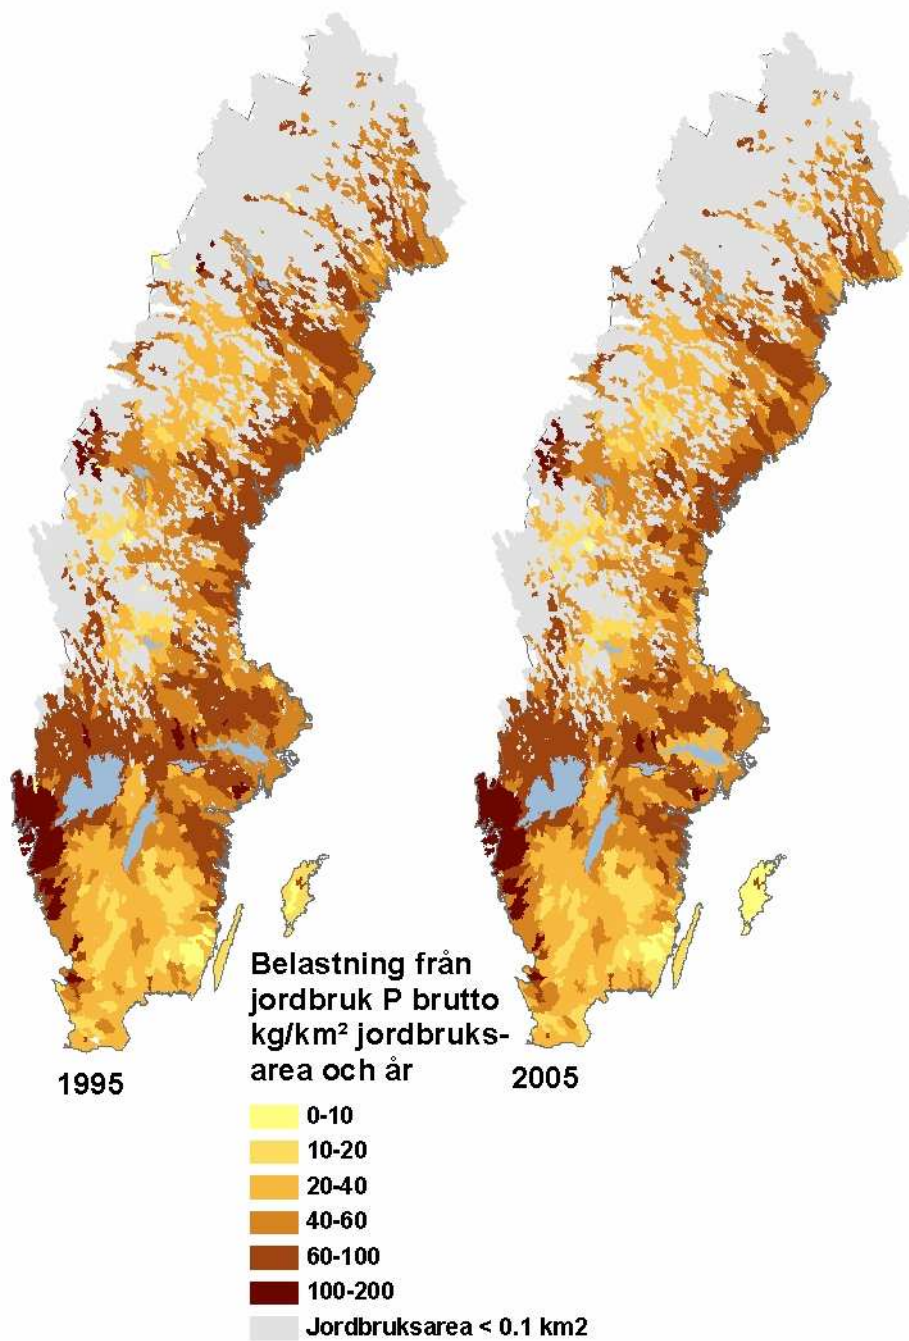 Belastning från
jordbruk P brutto
kg/km² jordbruks-
area och år
1995
2005
0-10
10-20
20-40
40-60
60-100
100-200
Jordbruksarea < 0.1 km2